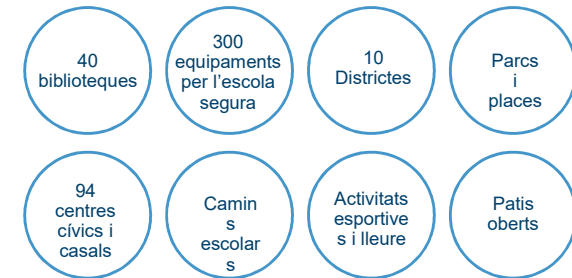 40
biblioteques
300
equipaments
per l'escola
segura
10
Districtes
Parcs
i
places
94
centres
cívics i
casals
Camin
s
escolar
s
Activitats
esportive
s i lleure
Patis
oberts